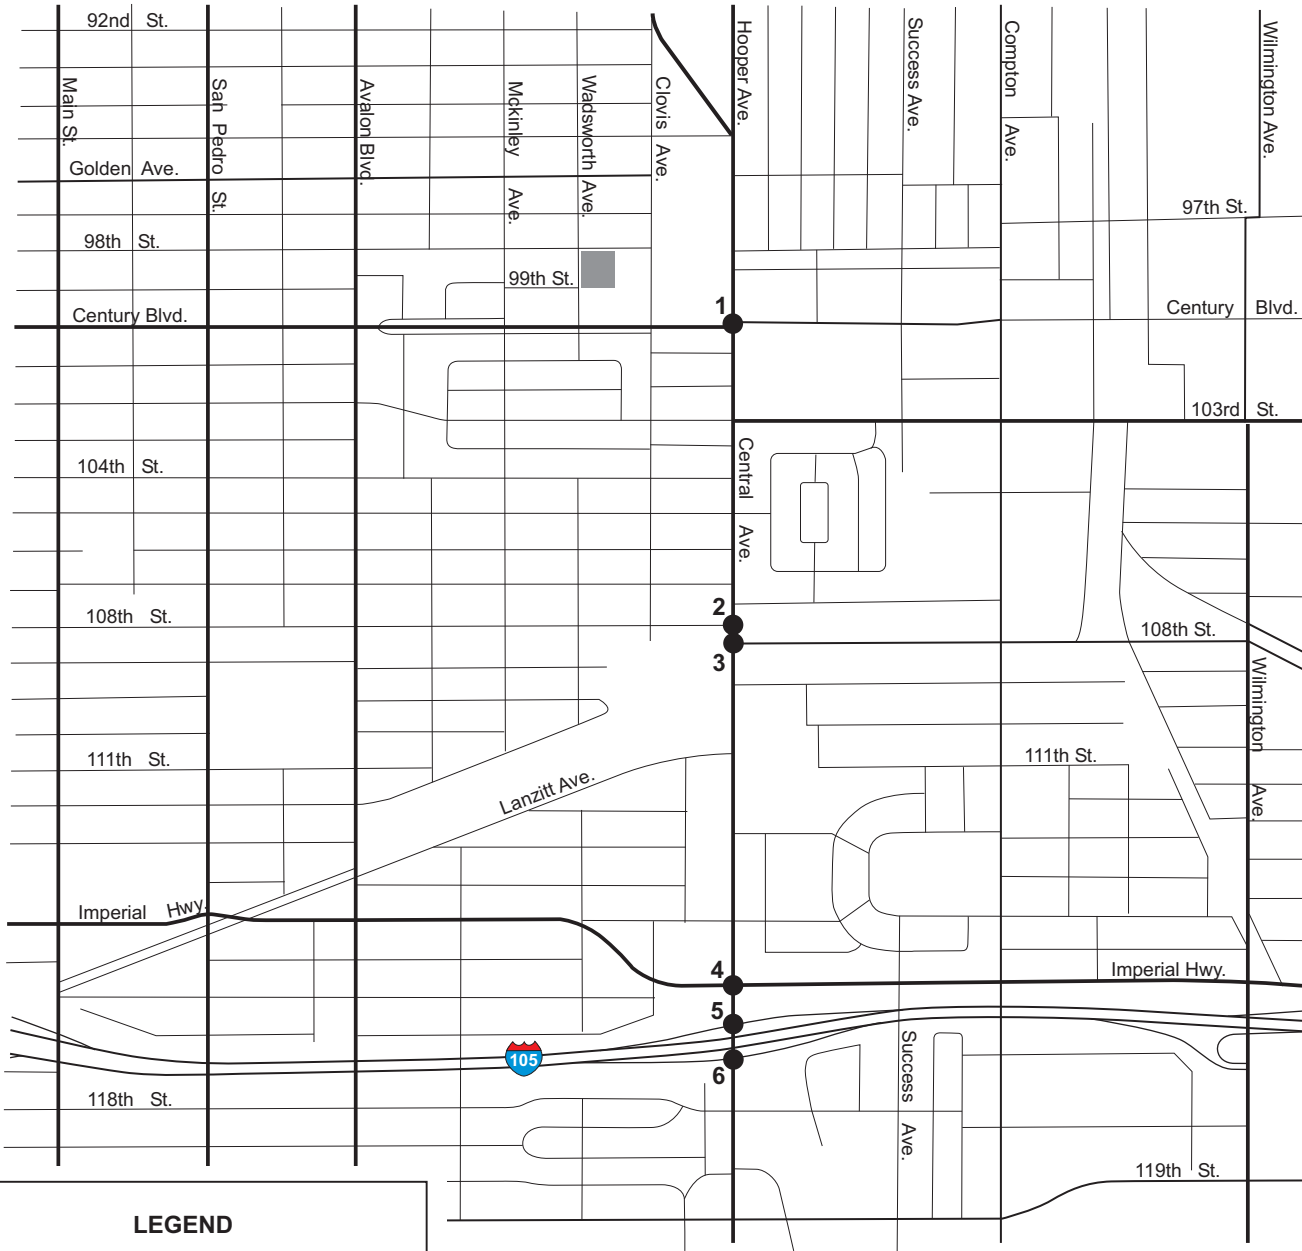 92nd St.
Main St.
San Pedro St.
Avalon Blvd.
Mckinley Ave.
Wadsworth Ave.
Clovis Ave.
Hooper Ave.
Success Ave.
Compton Ave.
Wilmington Ave.
Golden Ave.
97th St.
98th St.
99th St.
Century Blvd.
1
Century Blvd.
103rd St.
104th St.
Central Ave.
108th St.
2
3
108th St.
Wilmington Ave.
111th St.
111th St.
Lanzitt Ave.
Imperial Hwy.
4
Imperial Hwy.
5
105
6
Success Ave.
118th St.
119th St.
LEGEND